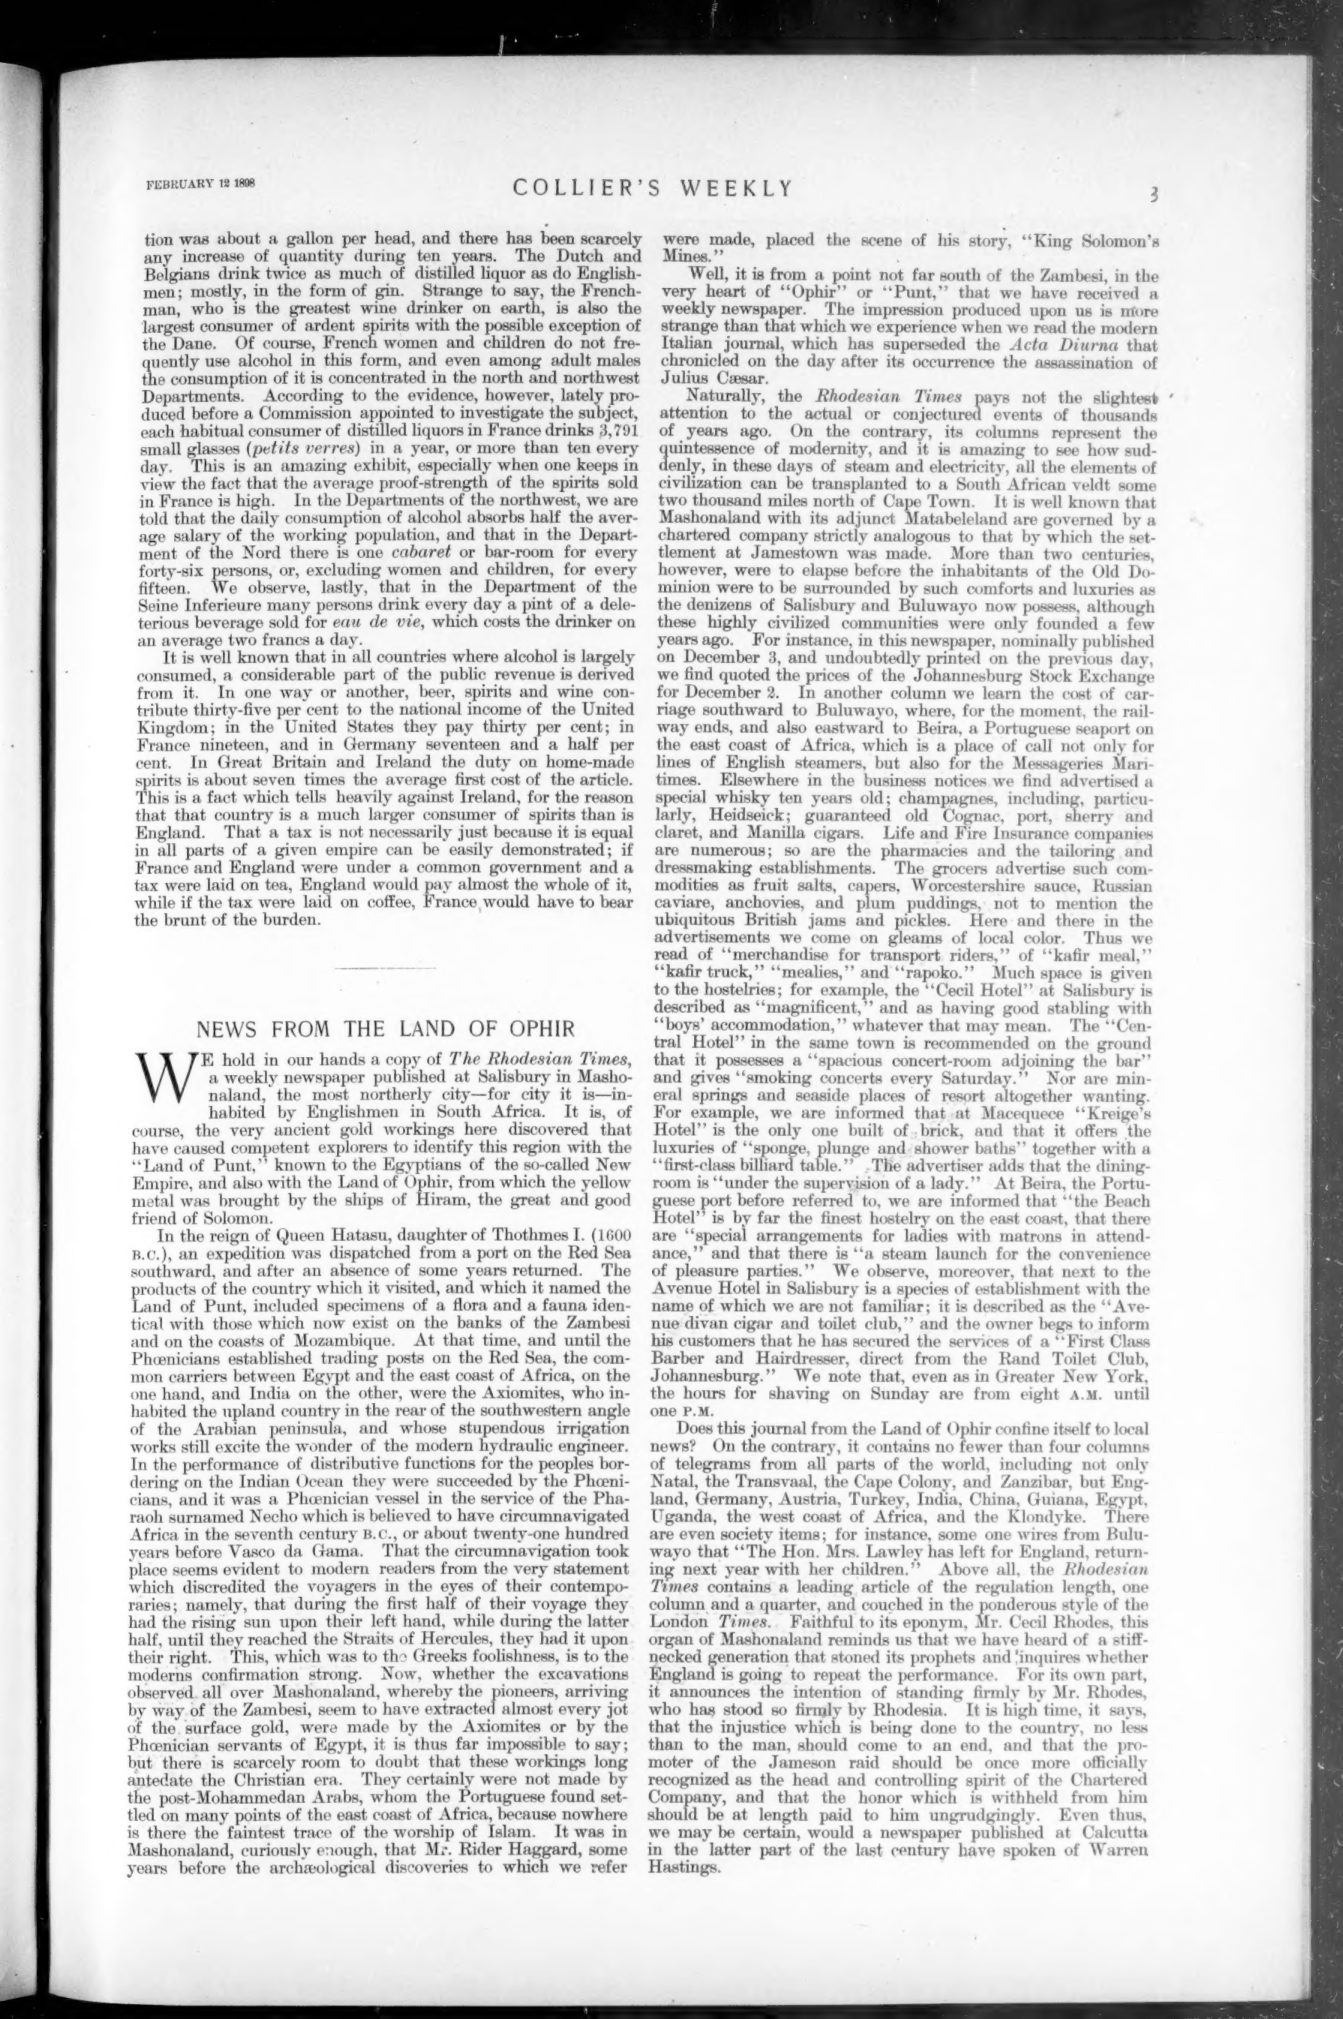 FEBRUARY 12 1898
COLLIER'S WEEKLY
3
tion was about a gallon per head, and there has been scarcely
any increase of quantity during ten years. The Dutch and
Belgians drink twice as much of distilled liquor as do English-
men; mostly, in the form of gin. Strange to say, the French-
man, who is the greatest wine drinker on earth, is also the
largest consumer of ardent spirits with the possible exception of
the Dane. Of course, French women and children do not fre-
quently use alcohol in this form, and even among adult males
the consumption of it is concentrated in the north and northwest
Departments. According to the evidence, however, lately pro-
duced before a Commission appointed to investigate the subject,
each habitual consumer of distilled liquors in France drinks 3,791
small glasses (petits verres) in a year, or more than ten every
day. This is an amazing exhibit, especially when one keeps in
view the fact that the average proof-strength of the spirits sold
in France is high. In the Departments of the northwest, we are
told that the daily consumption of alcohol absorbs half the aver-
age salary of the working population, and that in the Depart-
ment of the Nord there is one cabaret or bar-room for every
forty-six persons, or, excluding women and children, for every
fifteen. We observe, lastly, that in the Department of the
Seine Inferieure many persons drink every day a pint of a dele-
terious beverage sold for eau de vie, which costs the drinker on
an average two francs a day.
It is well known that in all countries where alcohol is largely
consumed, a considerable part of the public revenue is derived
from it. In one way or another, beer, spirits and wine con-
tribute thirty-five per cent to the national income of the United
Kingdom; in the United States they pay thirty per cent; in
France nineteen, and in Germany seventeen and a half per
cent. In Great Britain and Ireland the duty on home-made
spirits is about seven times the average first cost of the article.
This is a fact which tells heavily against Ireland, for the reason
that that country is a much larger consumer of spirits than is
England. That a tax is not necessarily just because it is equal
in all parts of a given empire can be easily demonstrated; if
France and England were under a common government and a
tax were laid on tea, England would pay almost the whole of it,
while if the tax were laid on coffee, France would have to bear
the brunt of the burden.
NEWS FROM THE LAND OF OPHIR
WE hold in our hands a copy of The Rhodesian Times,
a weekly newspaper published at Salisbury in Masho-
naland, the most northerly city—for city it is—in-
habited by Englishmen in South Africa. It is, of
course, the very ancient gold workings here discovered that
have caused competent explorers to identify this region with the
"Land of Punt," known to the Egyptians of the so-called New
Empire, and also with the Land of Ophir, from which the yellow
metal was brought by the ships of Hiram, the great and good
friend of Solomon.
In the reign of Queen Hatasu, daughter of Thothmes I. (1600
B.C.), an expedition was dispatched from a port on the Red Sea
southward, and after an absence of some years returned. The
products of the country which it visited, and which it named the
Land of Punt, included specimens of a flora and a fauna iden-
tical with those which now exist on the banks of the Zambesi
and on the coasts of Mozambique. At that time, and until the
Phœnicians established trading posts on the Red Sea, the com-
mon carriers between Egypt and the east coast of Africa, on the
one hand, and India on the other, were the Axiomites, who in-
habited the upland country in the rear of the southwestern angle
of the Arabian peninsula, and whose stupendous irrigation
works still excite the wonder of the modern hydraulic engineer.
In the performance of distributive functions for the peoples bor-
dering on the Indian Ocean they were succeeded by the Phœni-
cians, and it was a Phœnician vessel in the service of the Pha-
raoh surnamed Necho which is believed to have circumnavigated
Africa in the seventh century B.C., or about twenty-one hundred
years before Vasco da Gama. That the circumnavigation took
place seems evident to modern readers from the very statement
which discredited the voyagers in the eyes of their contempo-
raries; namely, that during the first half of their voyage they
had the rising sun upon their left hand, while during the latter
half, until they reached the Straits of Hercules, they had it upon
their right. This, which was to the Greeks foolishness, is to the
moderns confirmation strong. Now, whether the excavations
observed all over Mashonaland, whereby the pioneers, arriving
by way of the Zambesi, seem to have extracted almost every jot
of the surface gold, were made by the Axiomites or by the
Phœnician servants of Egypt, it is thus far impossible to say;
but there is scarcely room to doubt that these workings long
antedate the Christian era. They certainly were not made by
the post-Mohammedan Arabs, whom the Portuguese found set-
tled on many points of the east coast of Africa, because nowhere
is there the faintest trace of the worship of Islam. It was in
Mashonaland, curiously enough, that Mr. Rider Haggard, some
years before the archæological discoveries to which we refer
were made, placed the scene of his story, "King Solomon's
Mines."
Well, it is from a point not far south of the Zambesi, in the
very heart of "Ophir" or "Punt," that we have received a
weekly newspaper. The impression produced upon us is more
strange than that which we experience when we read the modern
Italian journal, which has superseded the Acta Diurna that
chronicled on the day after its occurrence the assassination of
Julius Cæsar.
Naturally, the Rhodesian Times pays not the slightest
attention to the actual or conjectured events of thousands
of years ago. On the contrary, its columns represent the
quintessence of modernity, and it is amazing to see how sud-
denly, in these days of steam and electricity, all the elements of
civilization can be transplanted to a South African veldt some
two thousand miles north of Cape Town. It is well known that
Mashonaland with its adjunct Matabeleland are governed by a
chartered company strictly analogous to that by which the set-
tlement at Jamestown was made. More than two centuries,
however, were to elapse before the inhabitants of the Old Do-
minion were to be surrounded by such comforts and luxuries as
the denizens of Salisbury and Buluwayo now possess, although
these highly civilized communities were only founded a few
years ago. For instance, in this newspaper, nominally published
on December 3, and undoubtedly printed on the previous day,
we find quoted the prices of the Johannesburg Stock Exchange
for December 2. In another column we learn the cost of car-
riage southward to Buluwayo, where, for the moment, the rail-
way ends, and also eastward to Beira, a Portuguese seaport on
the east coast of Africa, which is a place of call not only for
lines of English steamers, but also for the Messageries Mari-
times. Elsewhere in the business notices we find advertised a
special whisky ten years old; champagnes, including, particu-
larly, Heidseick; guaranteed old Cognac, port, sherry and
claret, and Manilla cigars. Life and Fire Insurance companies
are numerous; so are the pharmacies and the tailoring and
dressmaking establishments. The grocers advertise such com-
modities as fruit salts, capers, Worcestershire sauce, Russian
caviare, anchovies, and plum puddings, not to mention the
ubiquitous British jams and pickles. Here and there in the
advertisements we come on gleams of local color. Thus we
read of "merchandise for transport riders," of "kafir meal,"
"kafir truck," "mealies," and "rapoko." Much space is given
to the hostelries; for example, the "Cecil Hotel" at Salisbury is
described as "magnificent," and as having good stabling with
"boys' accommodation," whatever that may mean. The "Cen-
tral Hotel" in the same town is recommended on the ground
that it possesses a "spacious concert-room adjoining the bar"
and gives "smoking concerts every Saturday." Nor are min-
eral springs and seaside places of resort altogether wanting.
For example, we are informed that at Macequece "Kreige's
Hotel" is the only one built of brick, and that it offers the
luxuries of "sponge, plunge and shower baths" together with a
"first-class billiard table." The advertiser adds that the dining-
room is "under the supervision of a lady." At Beira, the Portu-
guese port before referred to, we are informed that "the Beach
Hotel" is by far the finest hostelry on the east coast, that there
are "special arrangements for ladies with matrons in attend-
ance," and that there is "a steam launch for the convenience
of pleasure parties." We observe, moreover, that next to the
Avenue Hotel in Salisbury is a species of establishment with the
name of which we are not familiar; it is described as the "Ave-
nue divan cigar and toilet club," and the owner begs to inform
his customers that he has secured the services of a "First Class
Barber and Hairdresser, direct from the Rand Toilet Club,
Johannesburg." We note that, even as in Greater New York,
the hours for shaving on Sunday are from eight A.M. until
one P.M.
Does this journal from the Land of Ophir confine itself to local
news? On the contrary, it contains no fewer than four columns
of telegrams from all parts of the world, including not only
Natal, the Transvaal, the Cape Colony, and Zanzibar, but Eng-
land, Germany, Austria, Turkey, India, China, Guiana, Egypt,
Uganda, the west coast of Africa, and the Klondyke. There
are even society items; for instance, some one wires from Bulu-
wayo that "The Hon. Mrs. Lawley has left for England, return-
ing next year with her children." Above all, the Rhodesian
Times contains a leading article of the regulation length, one
column and a quarter, and couched in the ponderous style of the
London Times. Faithful to its eponym, Mr. Cecil Rhodes, this
organ of Mashonaland reminds us that we have heard of a stiff-
necked generation that stoned its prophets and inquires whether
England is going to repeat the performance. For its own part,
it announces the intention of standing firmly by Mr. Rhodes,
who has stood so firmly by Rhodesia. It is high time, it says,
that the injustice which is being done to the country, no less
than to the man, should come to an end, and that the pro-
moter of the Jameson raid should be once more officially
recognized as the head and controlling spirit of the Chartered
Company, and that the honor which is withheld from him
should be at length paid to him ungrudgingly. Even thus,
we may be certain, would a newspaper published at Calcutta
in the latter part of the last century have spoken of Warren
Hastings.